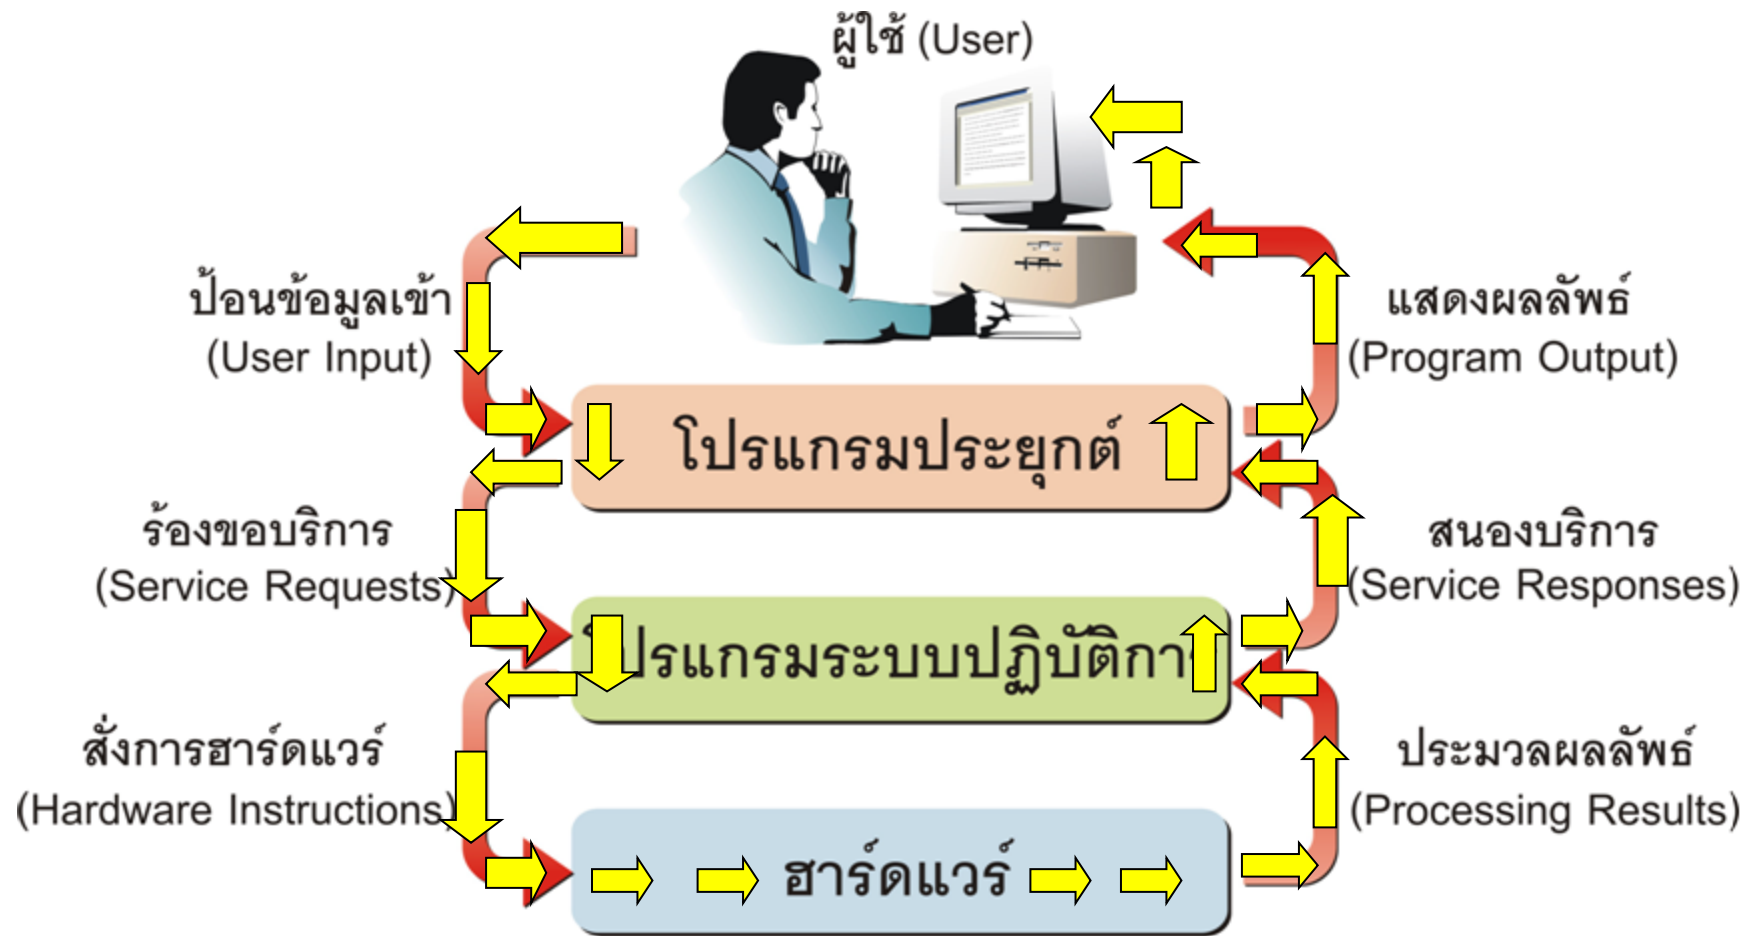 ผู้ใช้ (User)
ป้อนข้อมูลเข้า
(User Input)
แสดงผลลัพธ์
(Program Output)
โปรแกรมประยุกต์
ร้องขอบริการ
(Service Requests)
สนองบริการ
(Service Responses)
โปรแกรมระบบปฏิบัติการ
สั่งการฮาร์ดแวร์
(Hardware Instructions)
ประมวลผลลัพธ์
(Processing Results)
ฮาร์ดแวร์